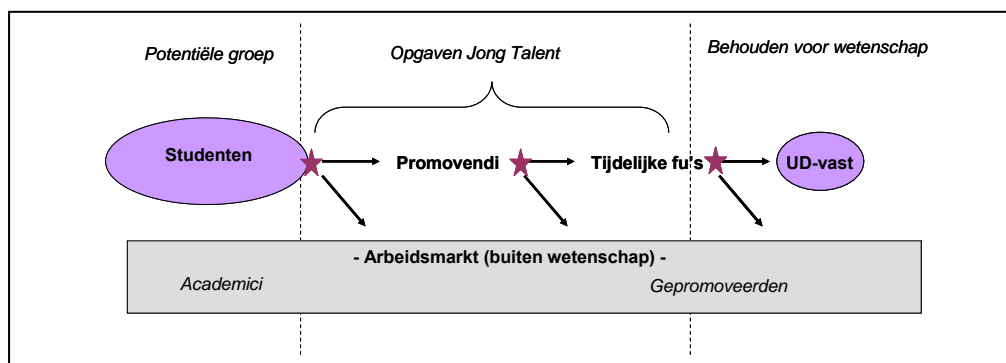 Potentiële groep
Opgaven Jong Talent
Behouden voor wetenschap
Studenten
Promovendi
Tijdelijke fu's
UD-vast
- Arbeidsmarkt (buiten wetenschap) -
Academici
Gepromoveerden